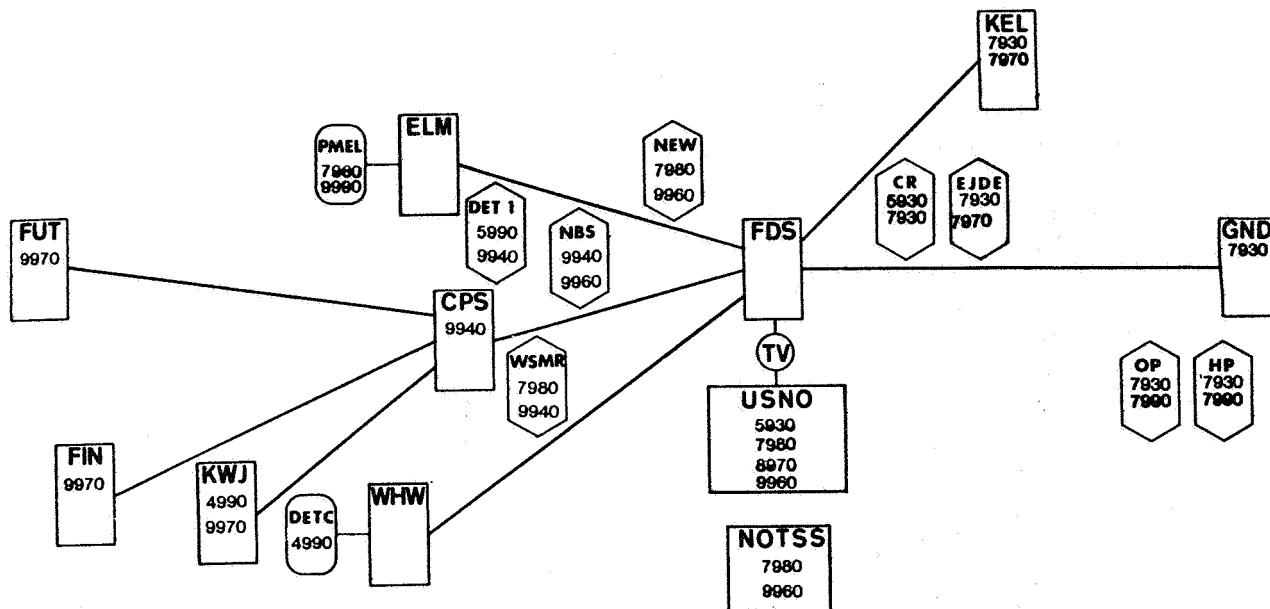 KEL
7930
7970
ELM
PMEL
7980
9990
NEW
7980
9960
CR
5930
7930
EJDE
7930
7970
DET 1
5990
9940
NBS
9940
9960
FUT
9970
FDS
GND
7930
CPS
9940
TV
WSMR
7980
9940
OP
7930
7990
HP
7930
7990
USNO
5930
7980
8970
9960
FIN
9970
KWJ
4990
9970
DETC
4990
WHW
NOTSS
7980
9960